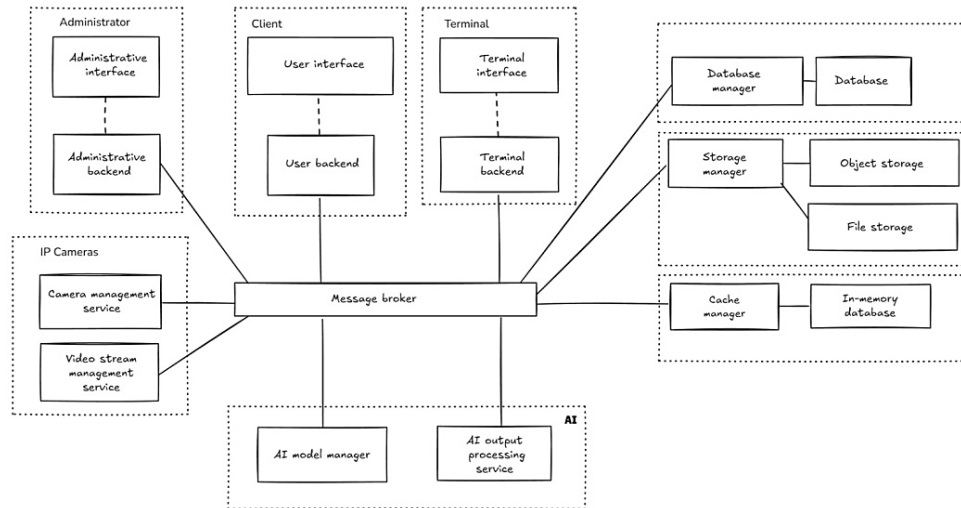 Administrator
Administrative
interface
Administrative
backend
Client
User interface
User backend
Terminal
Terminal
interface
Terminal
backend
Database
manager
Database
Storage
manager
Object storage
File storage
Cache
manager
In-memory
database
IP Cameras
Camera management
service
Video stream
management
service
Message broker
AI
AI model manager
AI output
processing
service